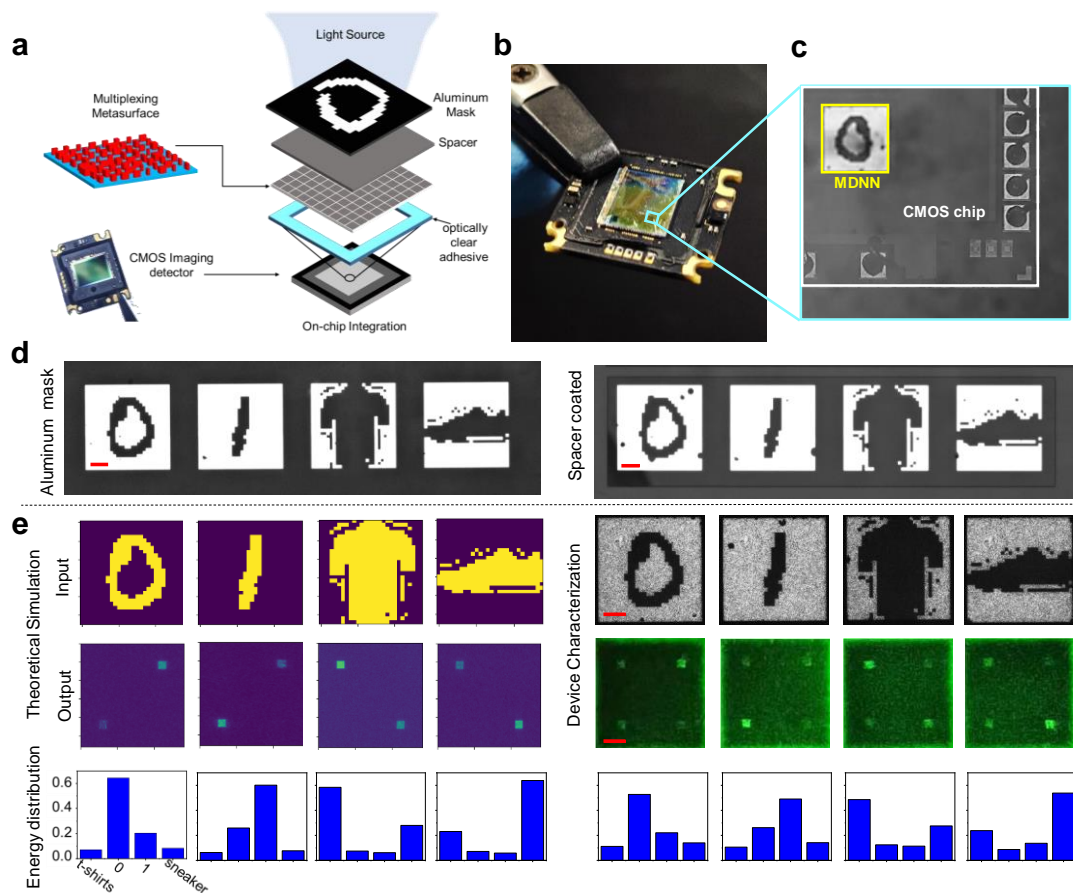 a
Light Source
Multiplexing
Metasurface
Aluminum
Mask
Spacer
optically
clear
adhesive
CMOS Imaging
detector
On-chip Integration
b
c
MDNN
CMOS chip
d
Aluminum mask
Spacer coated
e
Theoretical Simulation
Input
Output
Device Characterization
Energy distribution
0.6
0.4
0.2
0.0
t-shirts
0
1
sneaker